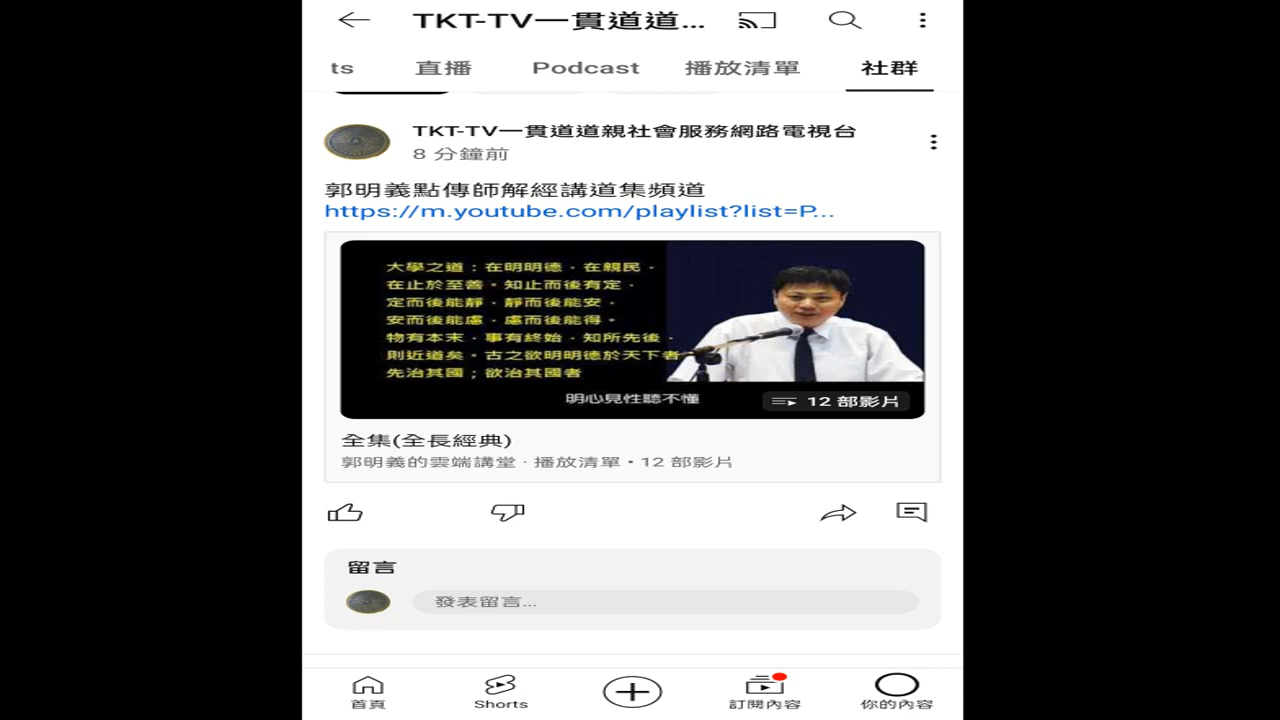 TKT-TV一貫道道...
ts 直播 Podcast 播放清單 社群
TKT-TV一貫道道親社會服務網路電視台
8 分鐘前
郭明義點傳師解經講道集頻道
https://m.youtube.com/playlist?list=P...
大學之道：在明明德．在親民．
在止於至善。知止而後有定．
定而後能靜．靜而後能安．
安而後能慮．慮而後能得。
物有本末．事有終始．知所先後．
則近道矣。古之欲明明德於天下者
先治其國；欲治其國者
明心見性聽不懂
12 部影片
全集(全長經典)
郭明義的雲端講堂 · 播放清單 • 12 部影片
留言
發表留言...
首頁 Shorts 訂閱內容 你的內容